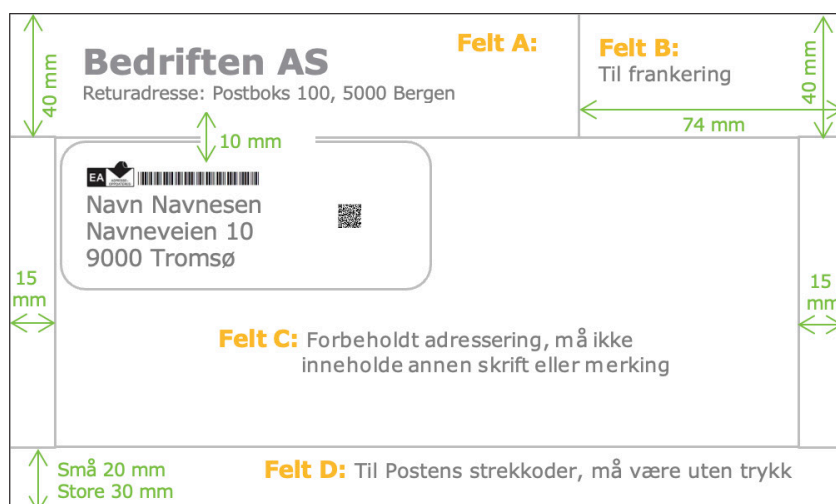 Bedriften AS
Returadresse: Postboks 100, 5000 Bergen
Felt A:
Felt B:
Til frankering
40 mm
40 mm
74 mm
10 mm
EA
Navn Navnesen
Navneveien 10
9000 Tromsø
15
mm
15
mm
Felt C: Forbeholdt adressering, må ikke
inneholde annen skrift eller merking
Små 20 mm
Store 30 mm
Felt D: Til Postens strekkoder, må være uten trykk